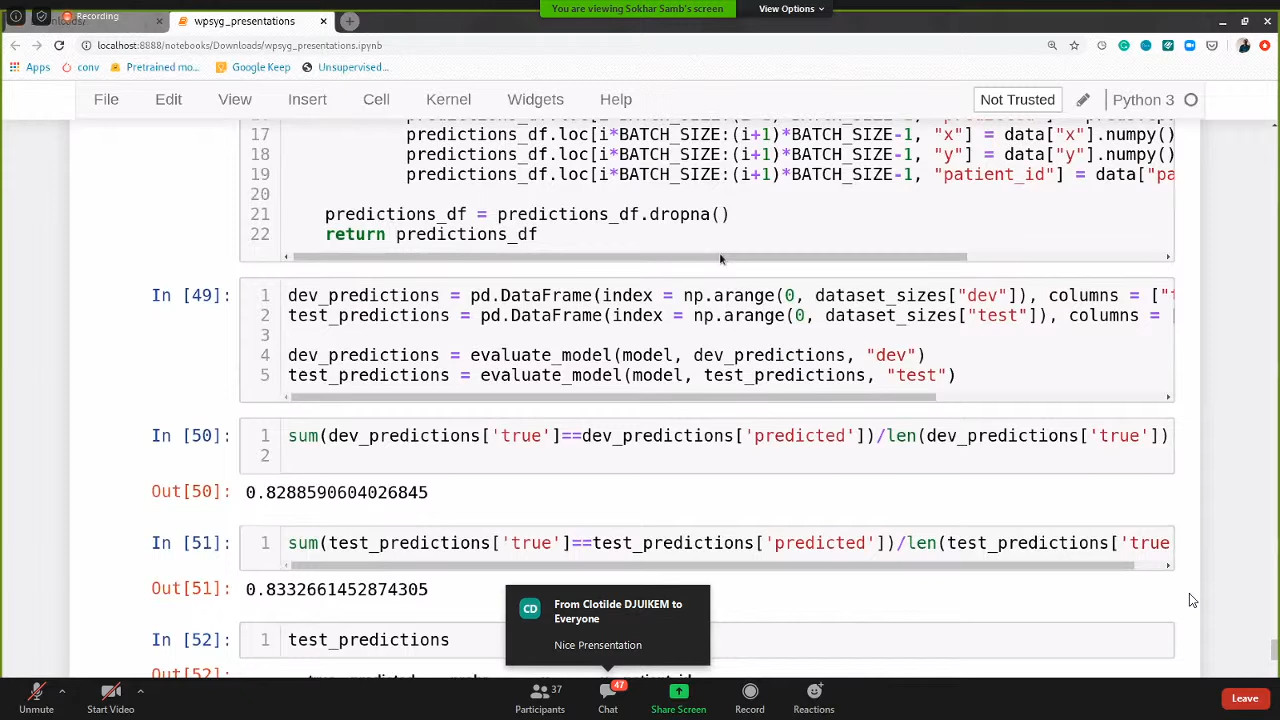 Recording
You are viewing Sokhar Samb's screen
View Options
wpsyg_presentations
localhost:8888/notebooks/Downloads/wpsyg_presentations.ipynb
Apps
conv
Pretrained mo...
Google Keep
Unsupervised...
File Edit View Insert Cell Kernel Widgets Help
Not Trusted
Python 3
17 predictions_df.loc[i*BATCH_SIZE:(i+1)*BATCH_SIZE-1, "x"] = data["x"].numpy()
18 predictions_df.loc[i*BATCH_SIZE:(i+1)*BATCH_SIZE-1, "y"] = data["y"].numpy()
19 predictions_df.loc[i*BATCH_SIZE:(i+1)*BATCH_SIZE-1, "patient_id"] = data["pa
20
21 predictions_df = predictions_df.dropna()
22 return predictions_df
In [49]:
1 dev_predictions = pd.DataFrame(index = np.arange(0, dataset_sizes["dev"]), columns = ["t
2 test_predictions = pd.DataFrame(index = np.arange(0, dataset_sizes["test"]), columns = [
3
4 dev_predictions = evaluate_model(model, dev_predictions, "dev")
5 test_predictions = evaluate_model(model, test_predictions, "test")
In [50]:
1 sum(dev_predictions['true']==dev_predictions['predicted'])/len(dev_predictions['true'])
2
Out[50]: 0.8288590604026845
In [51]:
1 sum(test_predictions['true']==test_predictions['predicted'])/len(test_predictions['true
Out[51]: 0.8332661452874305
In [52]:
1 test_predictions
Out[52]:
CD
From Clotilde DJUIKEM to
Everyone
Nice Prensentation
Unmute
Start Video
37
Participants
47
Chat
Share Screen
Record
Reactions
Leave